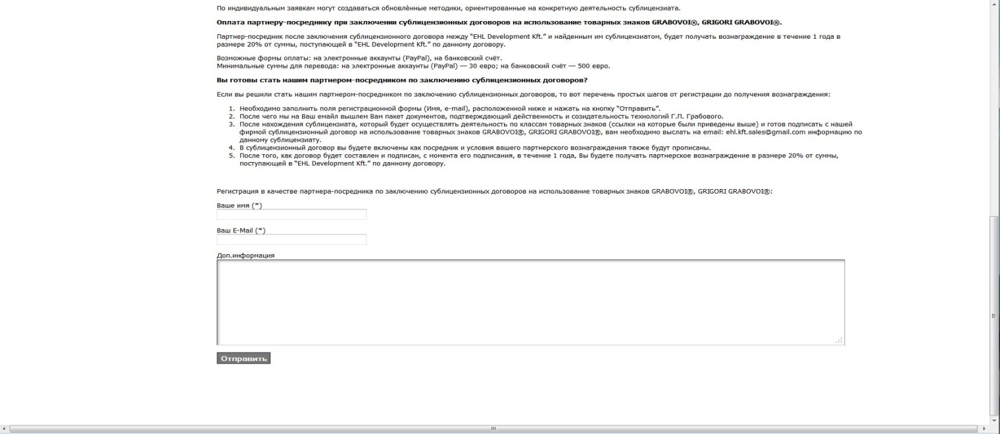 По индивидуальным заявкам могут создаваться обновлѐнные методики, ориентированные на конкретную деятельность сублицензиата.
Оплата партнеру-посреднику при заключении сублицензионных договоров на использование товарных знаков GRABOVOI®, GRIGORI GRABOVOI®.
Партнер-посредник после заключения сублицензионного договора между “EHL Development Kft.” и найденным им сублицензиатом, будет получать вознаграждение в течение 1 года в
размере 20% от суммы, поступающей в “EHL Development Kft.” по данному договору.
Возможные формы оплаты: на электронные аккаунты (PayPal), на банковский счёт.
Минимальные суммы для перевода: на электронные аккаунты (PayPal) — 30 евро; на банковский счёт — 500 евро.
Вы готовы стать нашим партнером-посредником по заключению сублицензионных договоров?
Если вы решили стать нашим партнером-посредником по заключению сублицензионных договоров, то вот перечень простых шагов от регистрации до получения вознаграждения:
1. Необходимо заполнить поля регистрационной формы (Имя, e-mail), расположенной ниже и нажать на кнопку “Отправить”.
2. После чего мы на Ваш емайл вышлем Вам пакет документов, подтверждающий действенность и созидательность технологий Г.П. Грабового.
3. После нахождения сублицензиата, который будет осуществлять деятельность по классам товарных знаков (ссылки на которые были приведены выше) и готов подписать с нашей
фирмой сублицензионный договор на использование товарных знаков GRABOVOI®, GRIGORI GRABOVOI®, вам необходимо выслать на email: ehl.kft.sales@gmail.com информацию по
данному сублицензиату.
4. В сублицензионный договор вы будете включены как посредник и условия вашего партнерского вознаграждения также будут прописаны.
5. После того, как договор будет составлен и подписан, с момента его подписания, в течение 1 года, Вы будете получать партнерское вознаграждение в размере 20% от суммы,
поступающей в “EHL Development Kft.” по данному договору.
Регистрация в качестве партнера-посредника по заключению сублицензионных договоров на использование товарных знаков GRABOVOI®, GRIGORI GRABOVOI®:
Ваше имя (*)
Ваш E-Mail (*)
Доп.информация
Отправить